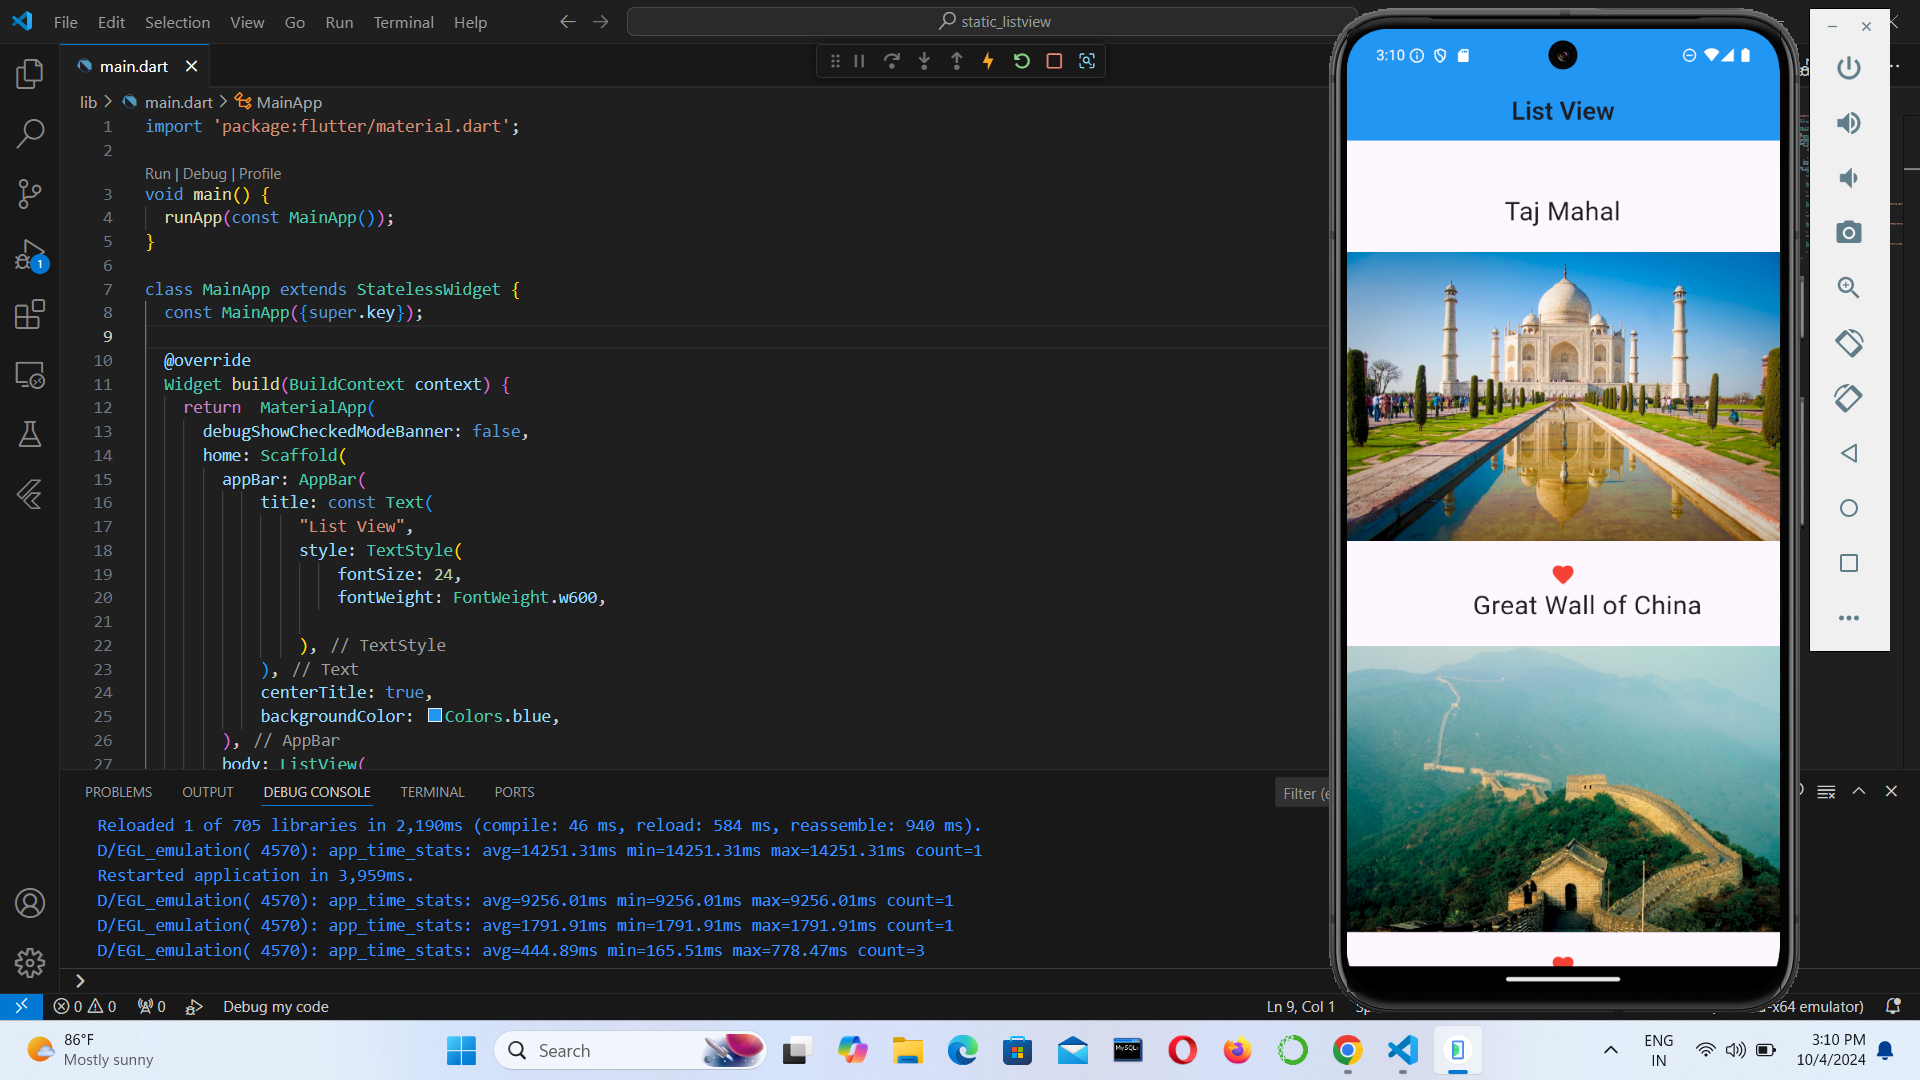 File Edit Selection View Go Run Terminal Help
static_listview
main.dart
lib > main.dart > MainApp
1 import 'package:flutter/material.dart';
2
Run | Debug | Profile
3 void main() {
4 runApp(const MainApp());
5 }
6
7 class MainApp extends StatelessWidget {
8 const MainApp({super.key});
9
10 @override
11 Widget build(BuildContext context) {
12 return MaterialApp(
13 debugShowCheckedModeBanner: false,
14 home: Scaffold(
15 appBar: AppBar(
16 title: const Text(
17 "List View",
18 style: TextStyle(
19 fontSize: 24,
20 fontWeight: FontWeight.w600,
21
22 ), // TextStyle
23 ), // Text
24 centerTitle: true,
25 backgroundColor: Colors.blue,
26 ), // AppBar
27 body: ListView(
PROBLEMS OUTPUT DEBUG CONSOLE TERMINAL PORTS
Filter (e
Reloaded 1 of 705 libraries in 2,190ms (compile: 46 ms, reload: 584 ms, reassemble: 940 ms).
D/EGL_emulation( 4570): app_time_stats: avg=14251.31ms min=14251.31ms max=14251.31ms count=1
Restarted application in 3,959ms.
D/EGL_emulation( 4570): app_time_stats: avg=9256.01ms min=9256.01ms max=9256.01ms count=1
D/EGL_emulation( 4570): app_time_stats: avg=1791.91ms min=1791.91ms max=1791.91ms count=1
D/EGL_emulation( 4570): app_time_stats: avg=444.89ms min=165.51ms max=778.47ms count=3
1
0 0 0 Debug my code
Ln 9, Col 1
-x64 emulator)
3:10
List View
Taj Mahal
Great Wall of China
86°F
Mostly sunny
Search
MySQL
ENG
IN
3:10 PM
10/4/2024